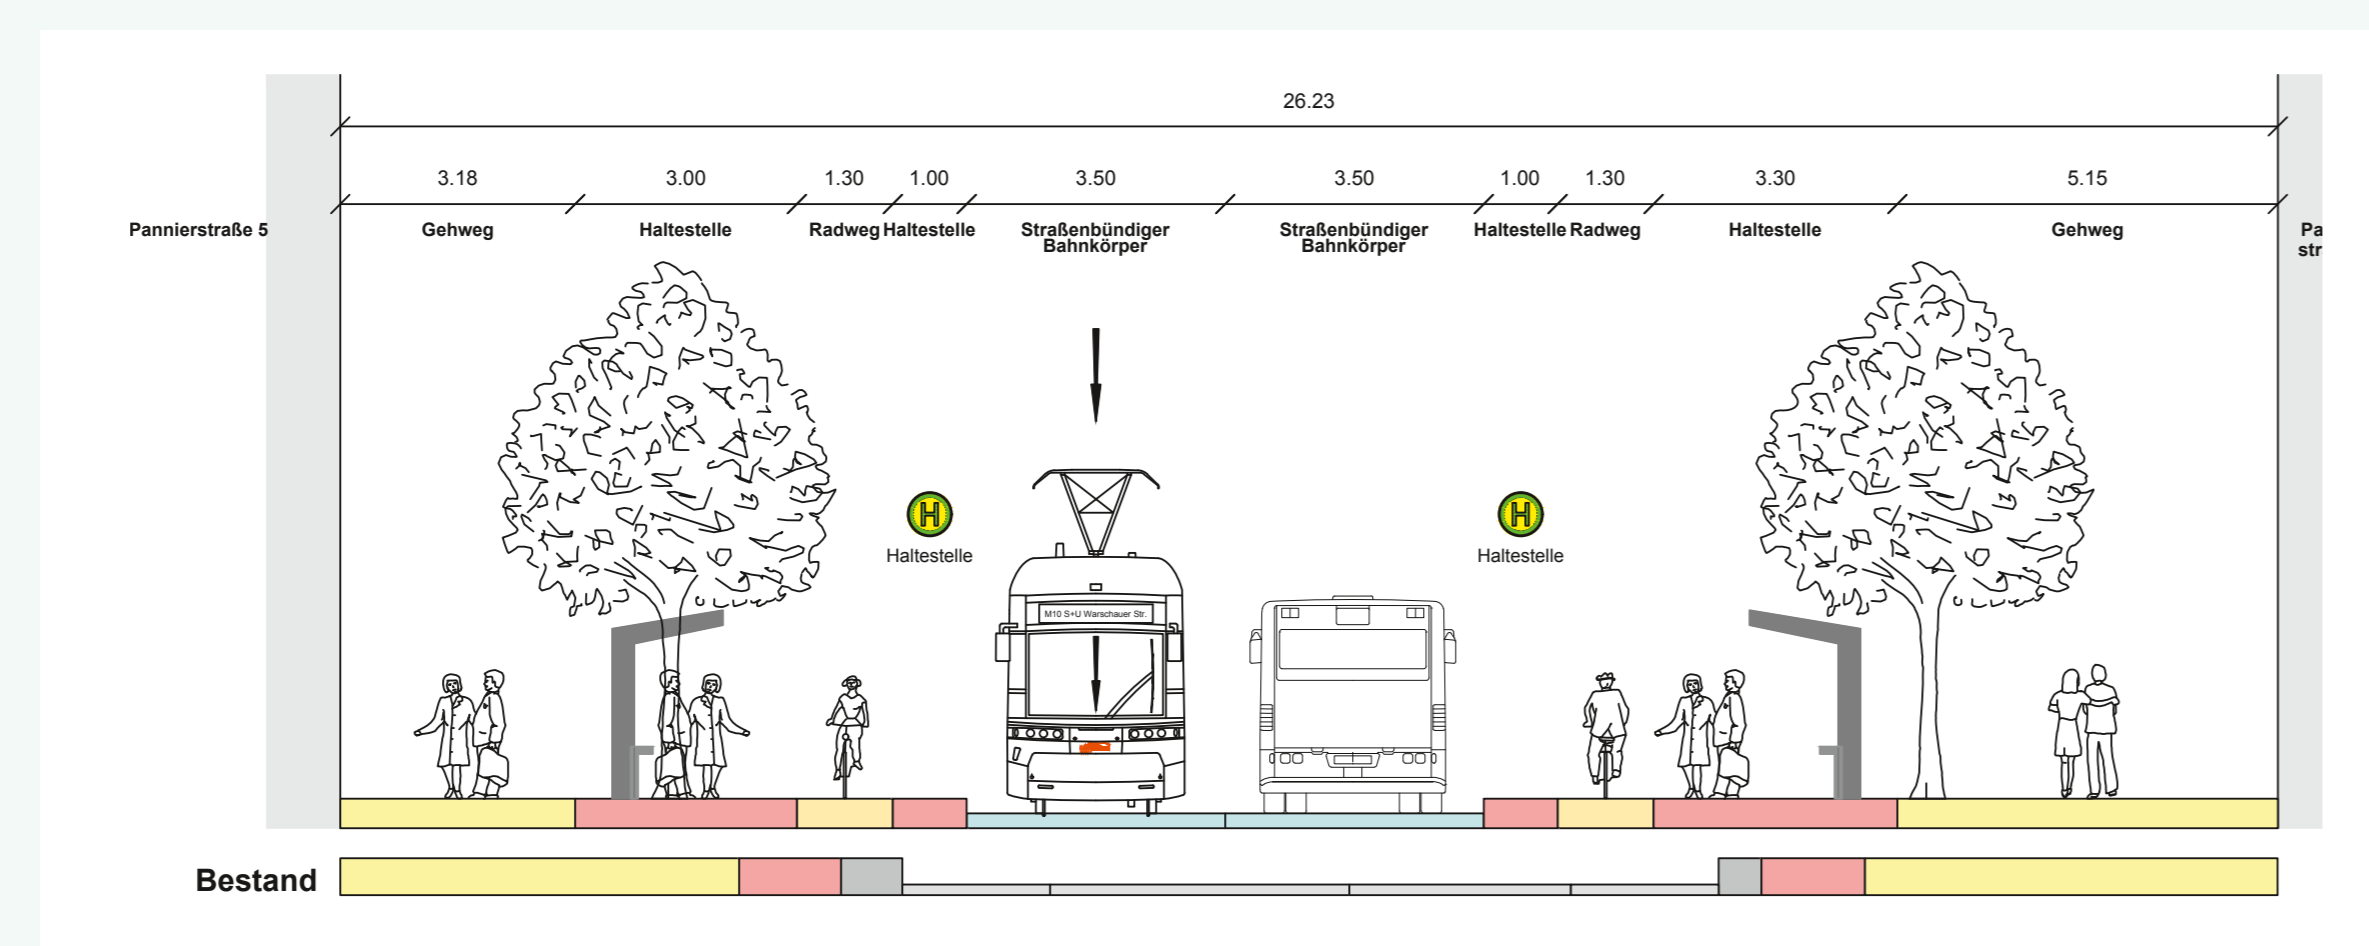 26.23
3.18 3.00 1.30 1.00 3.50 3.50 1.00 1.30 3.30 5.15
Pannierstraße 5 Gehweg Haltestelle Radweg Haltestelle Straßenbündiger Straßenbündiger Haltestelle Radweg Haltestelle Gehweg Pa
Bahnkörper Bahnkörper str
H H
Haltestelle Haltestelle
M10 S+U Warschauer Str.
Bestand